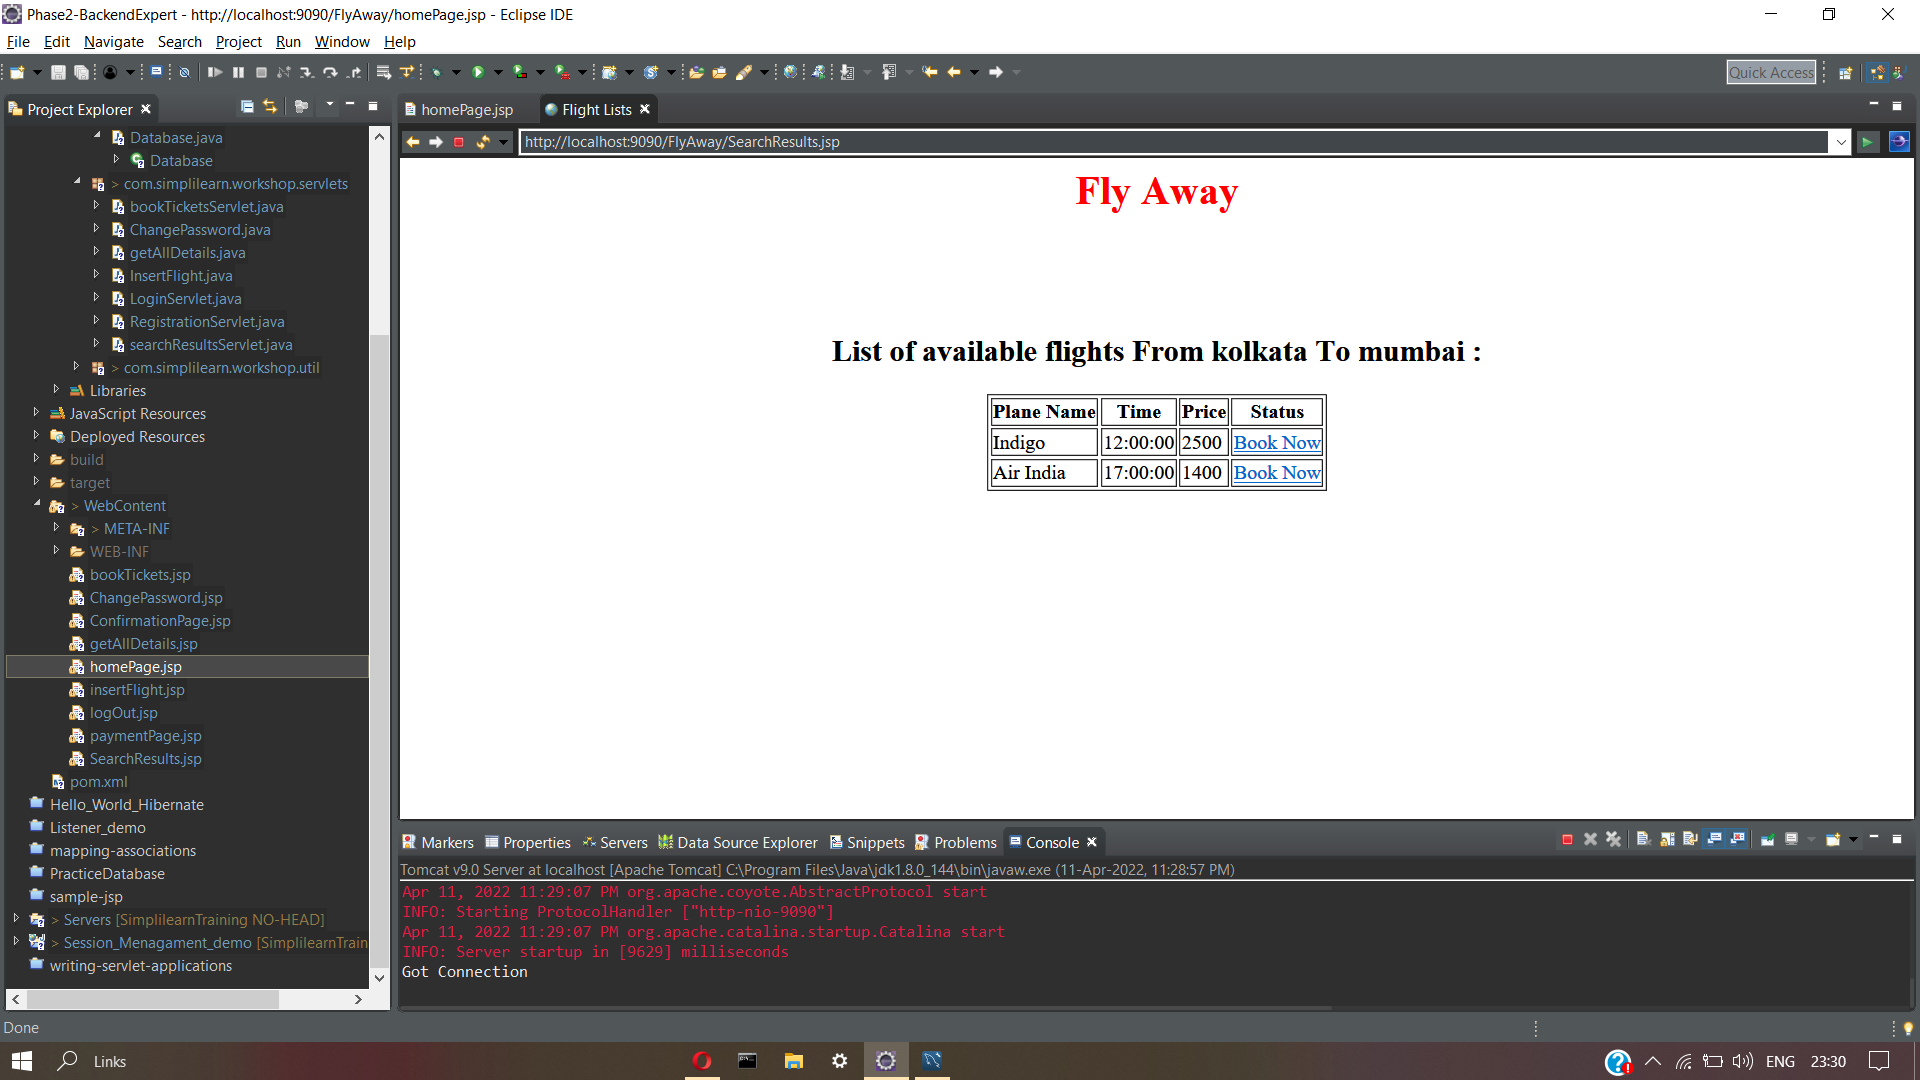 Phase2-BackendExpert - http://localhost:9090/FlyAway/homePage.jsp - Eclipse IDE
File Edit Navigate Search Project Run Window Help
Quick Access
Project Explorer
Database.java
Database
> com.simplilearn.workshop.servlets
bookTicketsServlet.java
ChangePassword.java
getAllDetails.java
InsertFlight.java
LoginServlet.java
RegistrationServlet.java
searchResultsServlet.java
> com.simplilearn.workshop.util
Libraries
JavaScript Resources
Deployed Resources
build
target
> WebContent
> META-INF
WEB-INF
bookTickets.jsp
ChangePassword.jsp
ConfirmationPage.jsp
getAllDetails.jsp
homePage.jsp
insertFlight.jsp
logOut.jsp
paymentPage.jsp
SearchResults.jsp
pom.xml
Hello_World_Hibernate
Listener_demo
mapping-associations
PracticeDatabase
sample-jsp
> Servers [SimplilearnTraining NO-HEAD]
> Session_Menagament_demo [SimplilearnTrain
writing-servlet-applications
homePage.jsp Flight Lists
http://localhost:9090/FlyAway/SearchResults.jsp
Fly Away
List of available flights From kolkata To mumbai :
Plane Name Time Price Status
Indigo 12:00:00 2500 Book Now
Air India 17:00:00 1400 Book Now
Markers Properties Servers Data Source Explorer Snippets Problems Console
Tomcat v9.0 Server at localhost [Apache Tomcat] C:\Program Files\Java\jdk1.8.0_144\bin\javaw.exe (11-Apr-2022, 11:28:57 PM)
Apr 11, 2022 11:29:07 PM org.apache.coyote.AbstractProtocol start
INFO: Starting ProtocolHandler ["http-nio-9090"]
Apr 11, 2022 11:29:07 PM org.apache.catalina.startup.Catalina start
INFO: Server startup in [9629] milliseconds
Got Connection
Done
Links
ENG 23:30